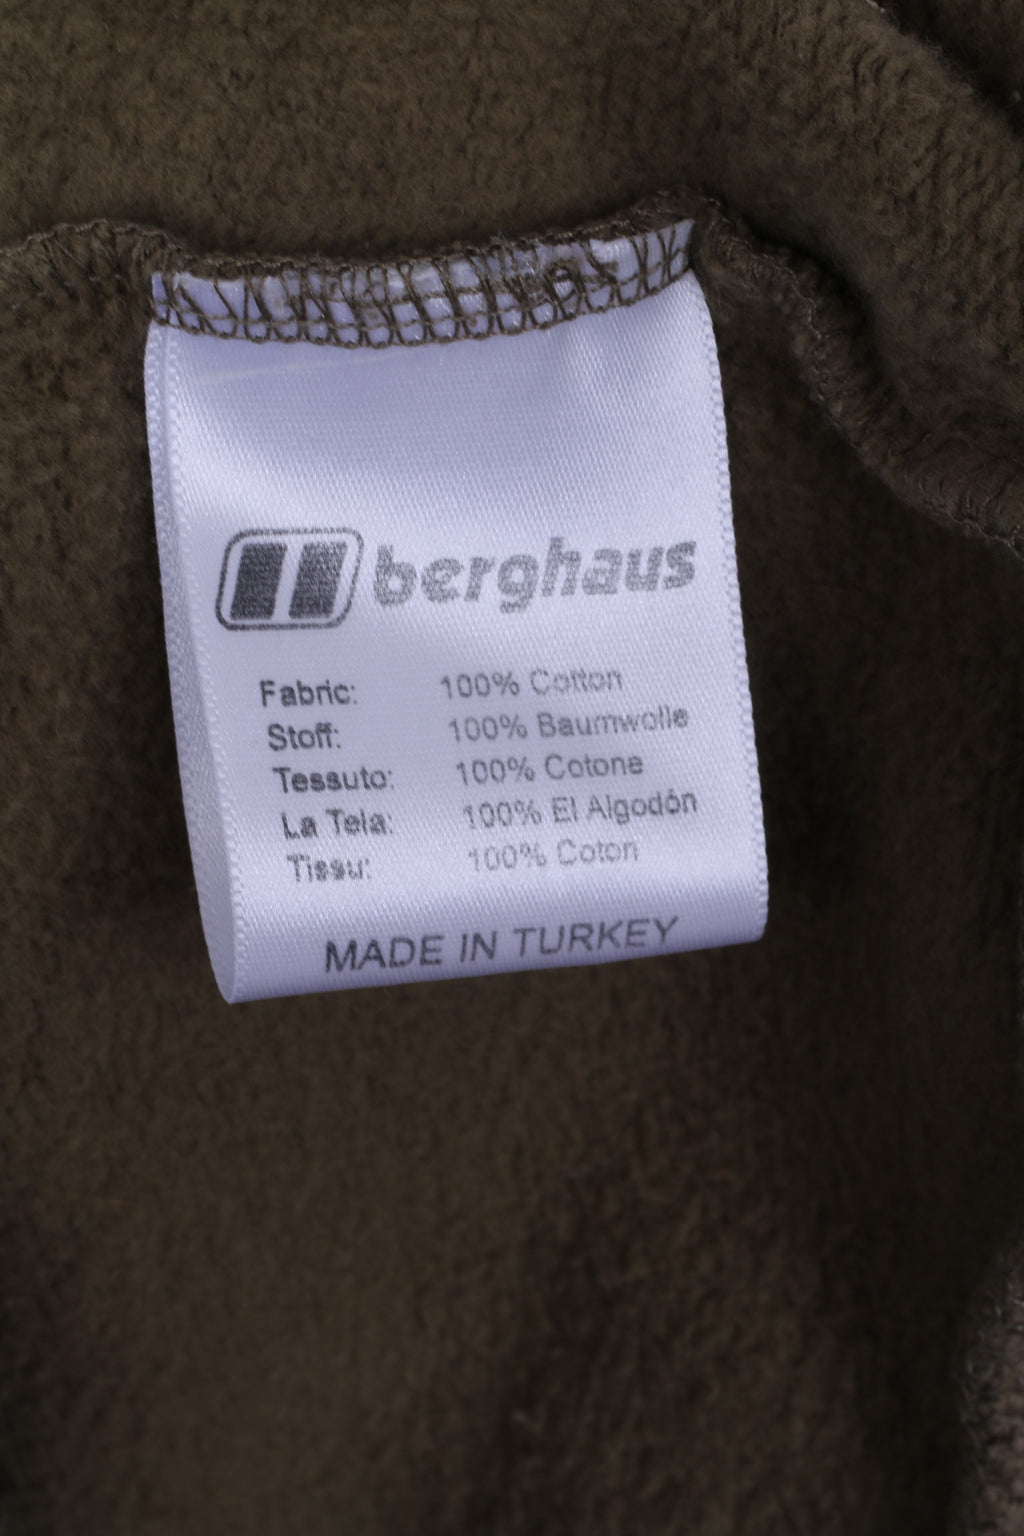 berghaus
Fabric: 100% Cotton
Stoff: 100% Baumwolle
Tessuto: 100% Cotone
La Tela: 100% El Algodón
Tissu: 100% Coton
MADE IN TURKEY